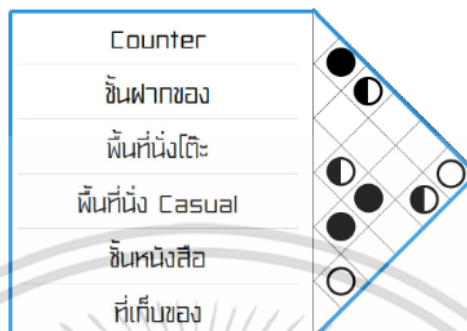 Counter
ชั้นฝากของ
พื้นที่นั่งโต๊ะ
พื้นที่นั่ง Casual
ชั้นหนังสือ
ที่เก็บของ